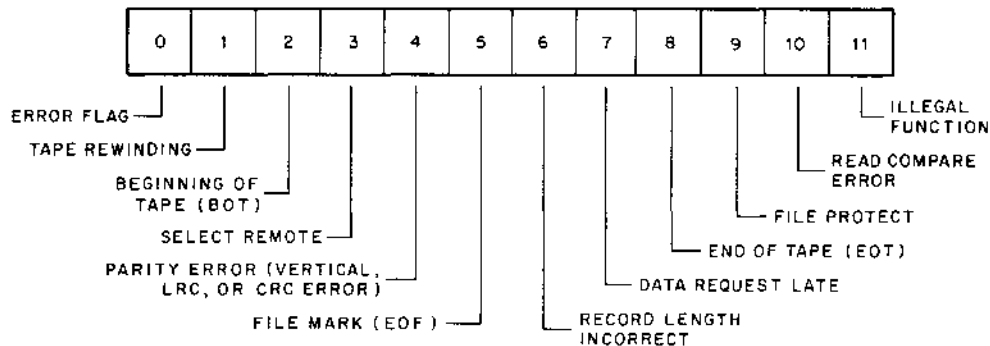 0 1 2 3 4 5 6 7 8 9 10 11
ERROR FLAG
TAPE REWINDING
BEGINNING OF
TAPE (BOT)
SELECT REMOTE
PARITY ERROR (VERTICAL,
LRC, OR CRC ERROR)
FILE MARK (EOF)
RECORD LENGTH
INCORRECT
DATA REQUEST LATE
END OF TAPE (EOT)
FILE PROTECT
READ COMPARE
ERROR
ILLEGAL
FUNCTION